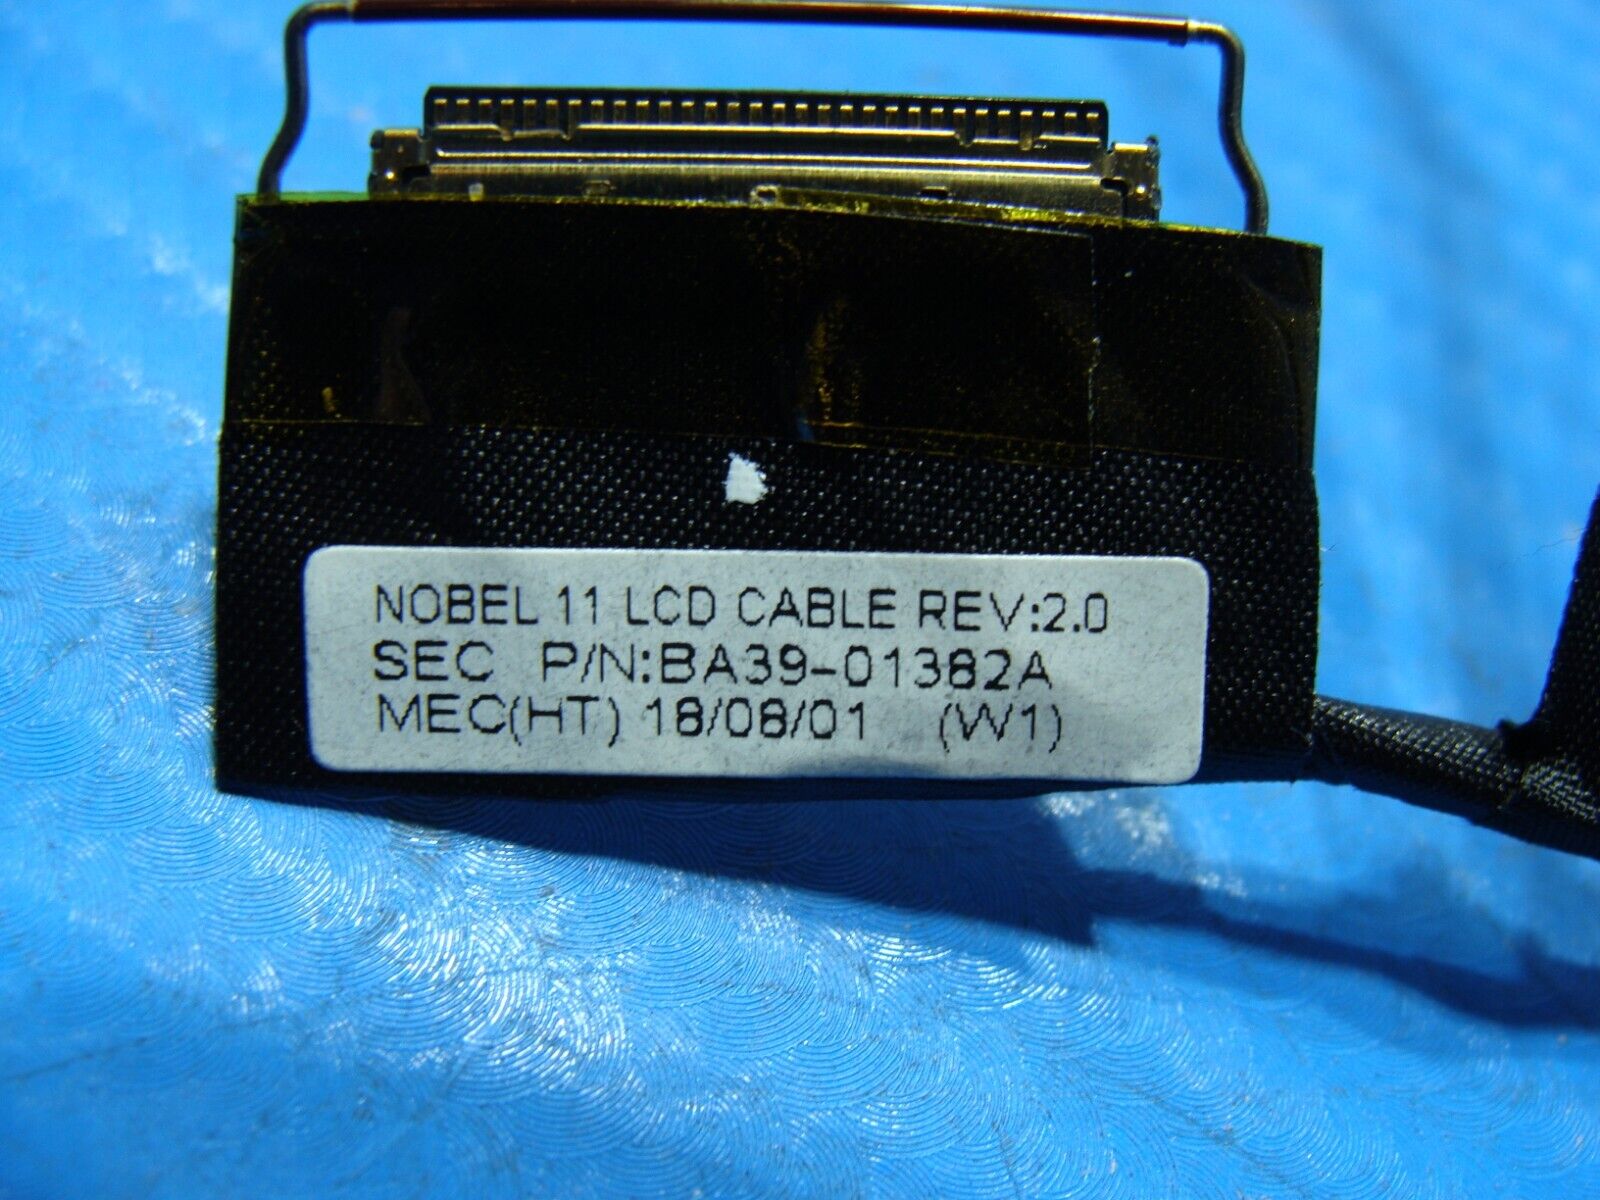 NOBEL 11 LCD CABLE REV:2.0
SEC P/N:BA39-01382A
MEC(HT) 18/08/01 (W1)